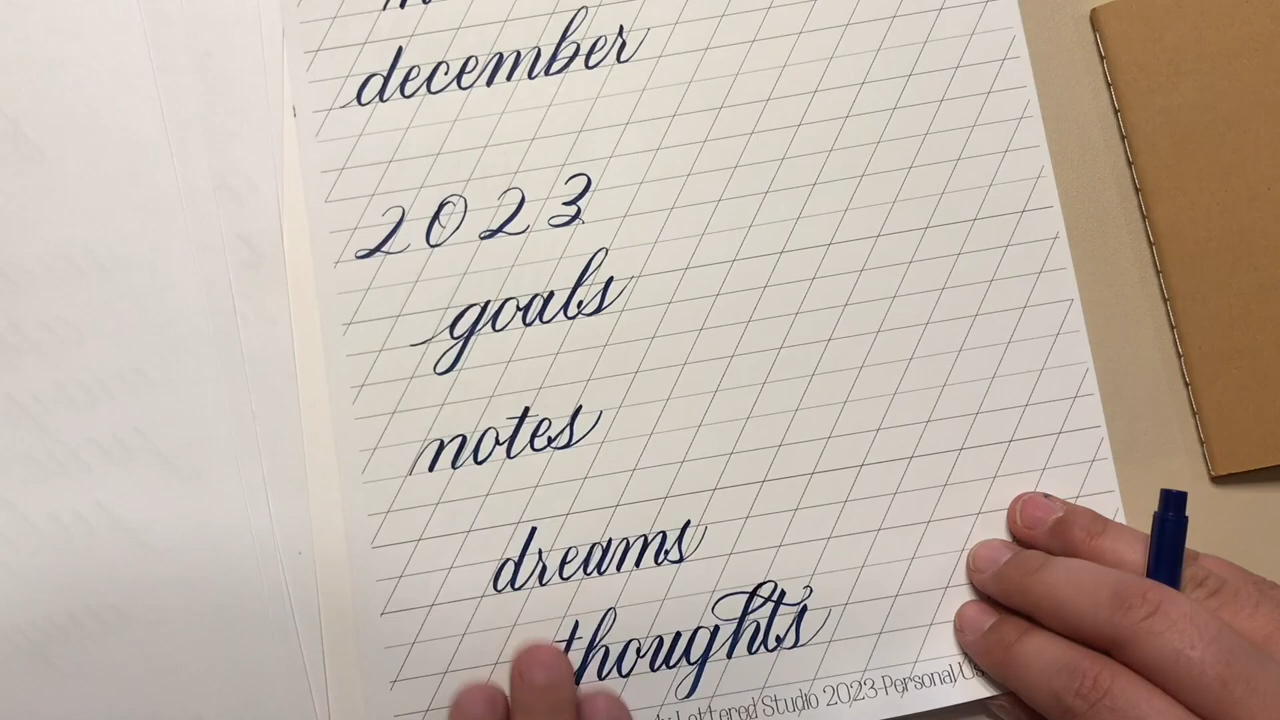 december
2023
goals
notes
dreams
thoughts
Lettered Studio 2023-Personal